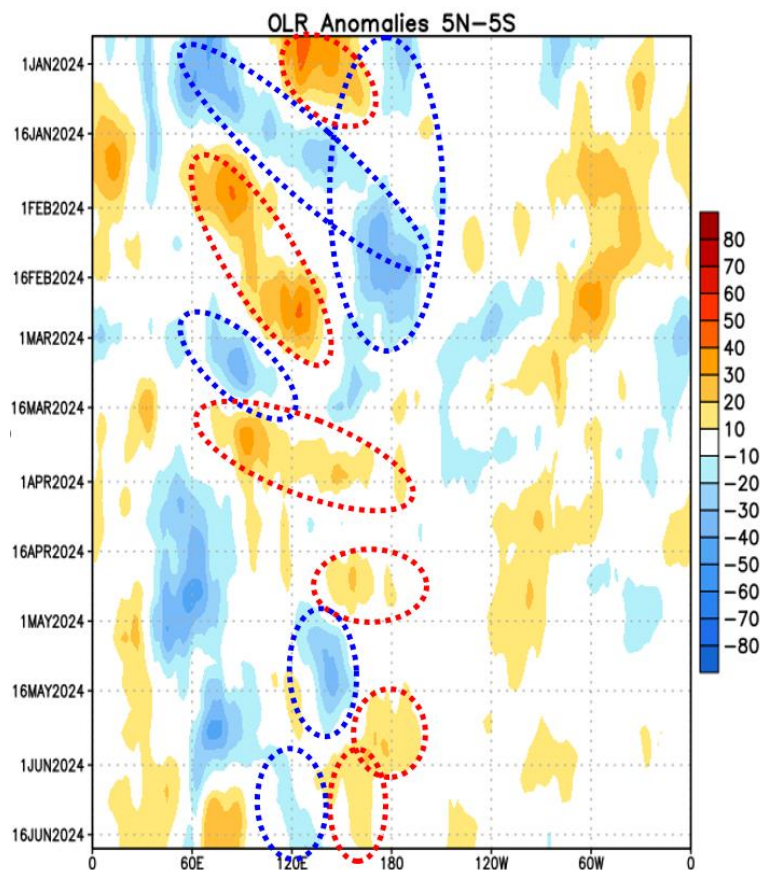 OLR Anomalies 5N-5S
1JAN2024
16JAN2024
1FEB2024
16FEB2024
1MAR2024
16MAR2024
1APR2024
16APR2024
1MAY2024
16MAY2024
1JUN2024
16JUN2024
0 60E 120E 180 120W 60W 0
80
70
60
50
40
30
20
10
-10
-20
-30
-40
-50
-60
-70
-80